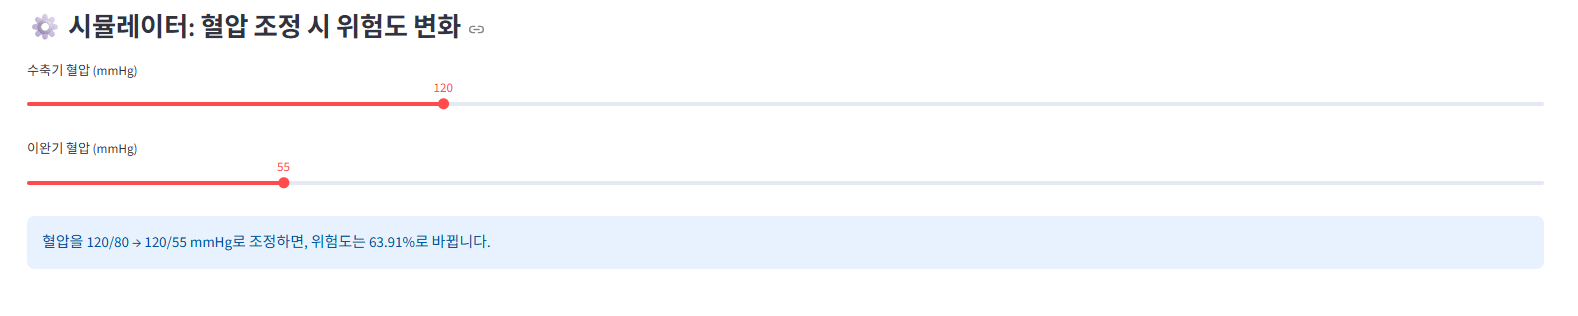 시뮬레이터: 혈압 조정 시 위험도 변화
수축기 혈압 (mmHg)
120
이완기 혈압 (mmHg)
55
혈압을 120/80 → 120/55 mmHg로 조정하면, 위험도는 63.91%로 바뀝니다.